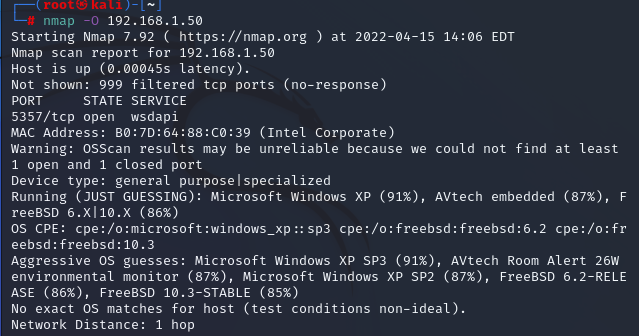 ┌──(root㉿kali)-[~]
└─# nmap -O 192.168.1.50
Starting Nmap 7.92 ( https://nmap.org ) at 2022-04-15 14:06 EDT
Nmap scan report for 192.168.1.50
Host is up (0.00045s latency).
Not shown: 999 filtered tcp ports (no-response)
PORT     STATE SERVICE
5357/tcp open  wsdapi
MAC Address: B0:7D:64:88:C0:39 (Intel Corporate)
Warning: OSScan results may be unreliable because we could not find at least
1 open and 1 closed port
Device type: general purpose|specialized
Running (JUST GUESSING): Microsoft Windows XP (91%), AVtech embedded (87%), F
reeBSD 6.X|10.X (86%)
OS CPE: cpe:/o:microsoft:windows_xp::sp3 cpe:/o:freebsd:freebsd:6.2 cpe:/o:fr
eebsd:freebsd:10.3
Aggressive OS guesses: Microsoft Windows XP SP3 (91%), AVtech Room Alert 26W
environmental monitor (87%), Microsoft Windows XP SP2 (87%), FreeBSD 6.2-RELE
ASE (86%), FreeBSD 10.3-STABLE (85%)
No exact OS matches for host (test conditions non-ideal).
Network Distance: 1 hop